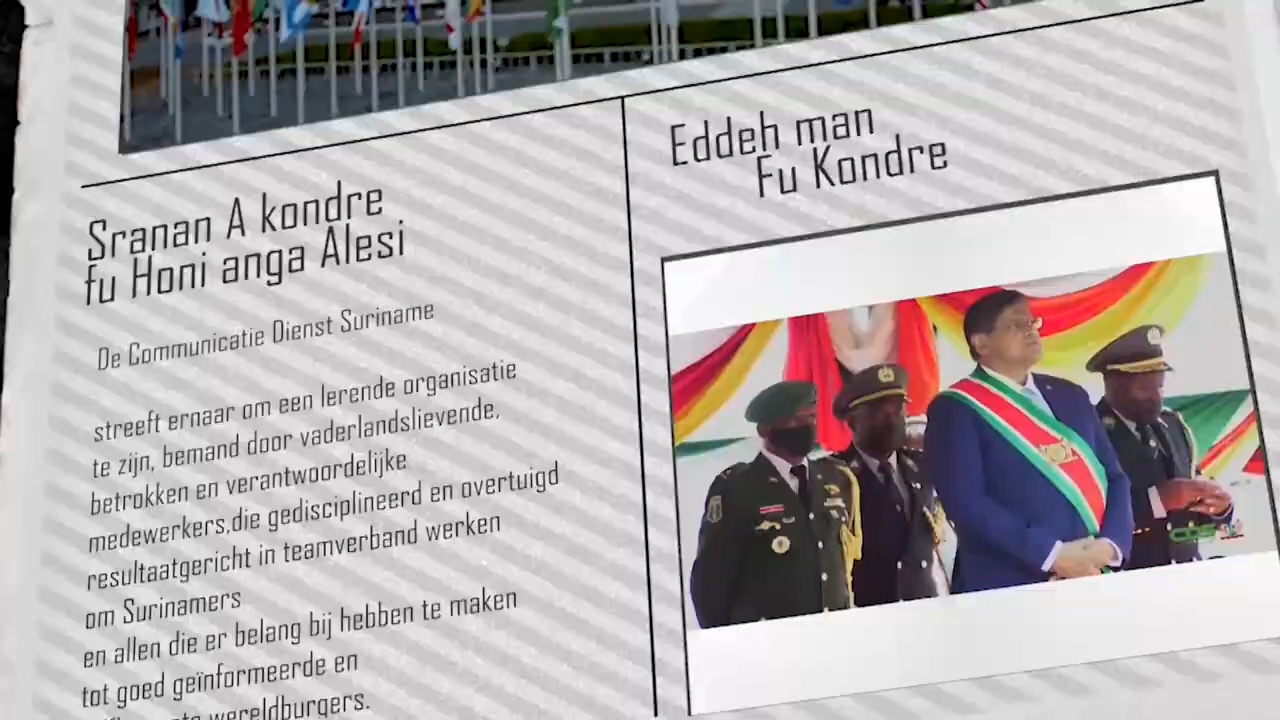 Sranan A kondre
fu Honi anga Alesi
De Communicatie Dienst Suriname
streeft ernaar om een lerende organisatie
te zijn, bemand door vaderlandslievende,
betrokken en verantwoordelijke
medewerkers,die gedisciplineerd en overtuigd
resultaatgericht in teamverband werken
om Surinamers
en allen die er belang bij hebben te maken
tot goed geïnformeerde en
wereldburgers.
Eddeh man
Fu Kondre